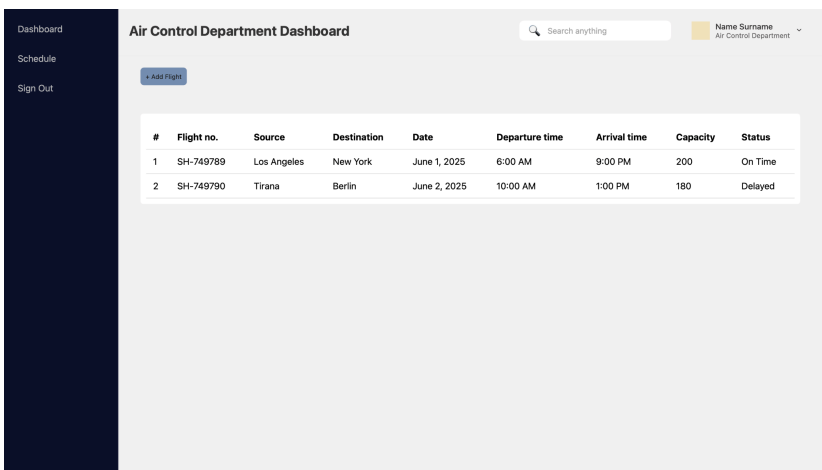 Dashboard
Schedule
Sign Out
Air Control Department Dashboard
Search anything
Name Surname
Air Control Department
+ Add Flight
# Flight no. Source Destination Date Departure time Arrival time Capacity Status
1 SH-749789 Los Angeles New York June 1, 2025 6:00 AM 9:00 PM 200 On Time
2 SH-749790 Tirana Berlin June 2, 2025 10:00 AM 1:00 PM 180 Delayed